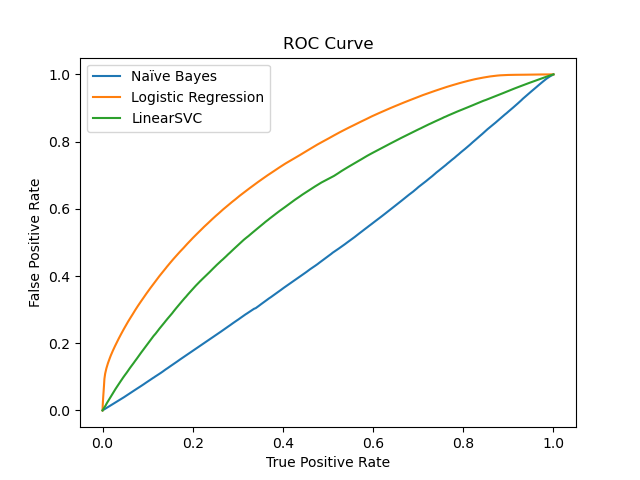 ROC Curve
Naïve Bayes
Logistic Regression
LinearSVC
1.0
0.8
0.6
0.4
0.2
0.0
False Positive Rate
0.0 0.2 0.4 0.6 0.8 1.0
True Positive Rate